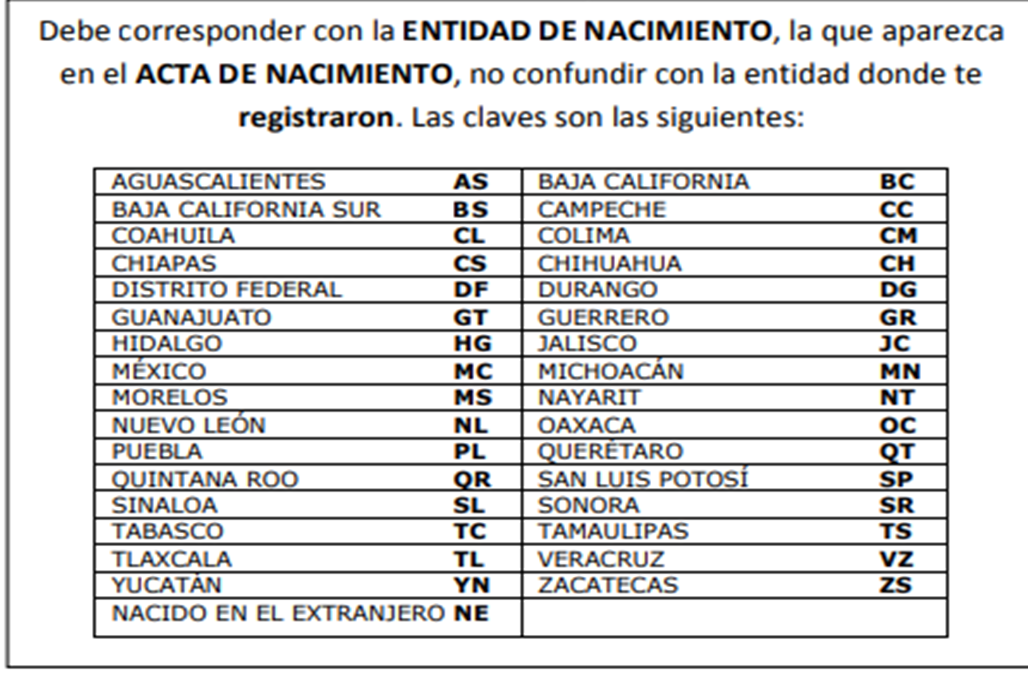 Debe corresponder con la ENTIDAD DE NACIMIENTO, la que aparezca
en el ACTA DE NACIMIENTO, no confundir con la entidad donde te
registraron. Las claves son las siguientes:
AGUASCALIENTES AS BAJA CALIFORNIA BC
BAJA CALIFORNIA SUR BS CAMPECHE CC
COAHUILA CL COLIMA CM
CHIAPAS CS CHIHUAHUA CH
DISTRITO FEDERAL DF DURANGO DG
GUANAJUATO GT GUERRERO GR
HIDALGO HG JALISCO JC
MÉXICO MC MICHOACÁN MN
MORELOS MS NAYARIT NT
NUEVO LEÓN NL OAXACA OC
PUEBLA PL QUERÉTARO QT
QUINTANA ROO QR SAN LUIS POTOSÍ SP
SINALOA SL SONORA SR
TABASCO TC TAMAULIPAS TS
TLAXCALA TL VERACRUZ VZ
YUCATÁN YN ZACATECAS ZS
NACIDO EN EL EXTRANJERO NE